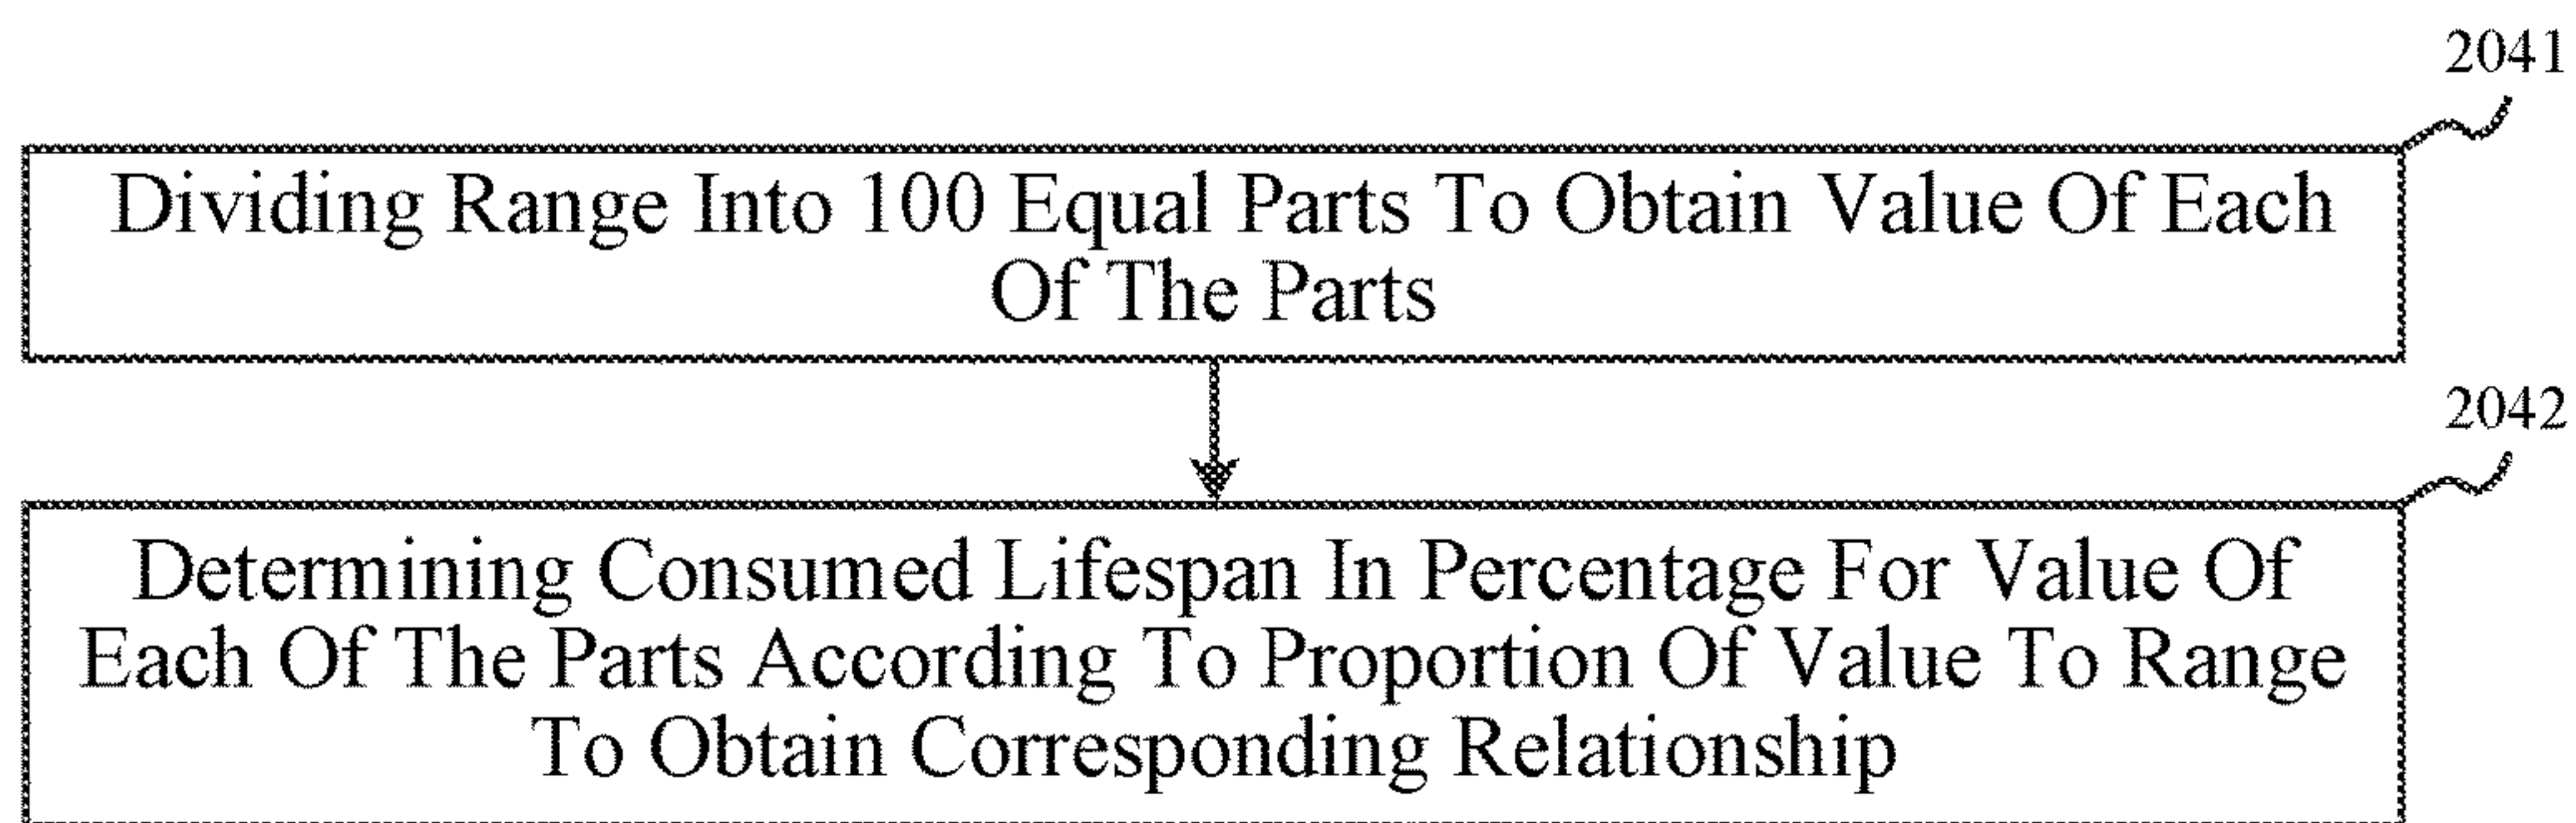 2041
Dividing Range Into 100 Equal Parts To Obtain Value Of Each
Of The Parts
2042
Determining Consumed Lifespan In Percentage For Value Of
Each Of The Parts According To Proportion Of Value To Range
To Obtain Corresponding Relationship